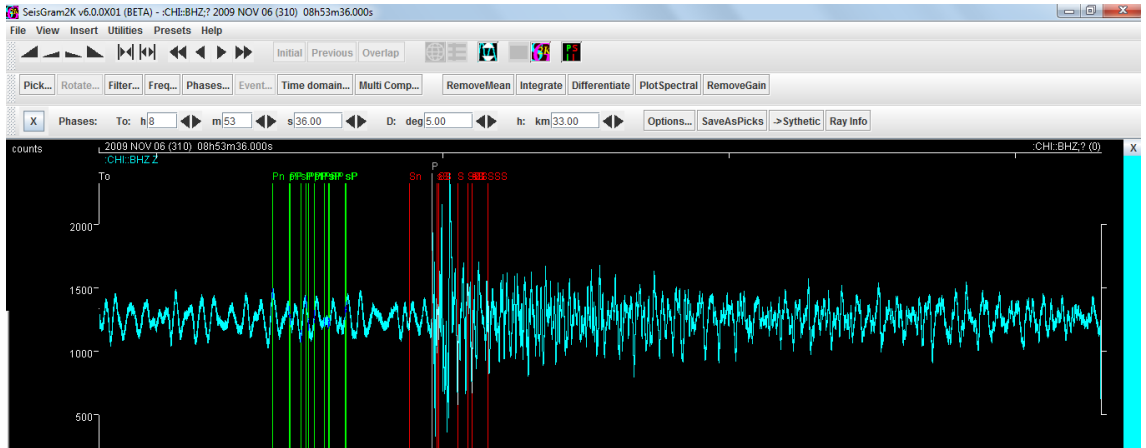 SeisGram2K v6.0.0X01 (BETA) - :CHI::BHZ;? 2009 NOV 06 (310) 08h53m36.000s
File View Insert Utilities Presets Help
Initial Previous Overlap
Pick... Rotate... Filter... Freq... Phases... Event... Time domain... Multi Comp... RemoveMean Integrate Differentiate PlotSpectral RemoveGain
X Phases: To: h 8 m 53 s 36.00 D: deg 5.00 h: km 33.00 Options... SaveAsPicks ->Sythetic Ray Info
counts 2009 NOV 06 (310) 08h53m36.000s :CHI::BHZ;? (0) X
:CHI::BHZ Z
P
To Pn sP Sn S SSS
2000
1500
1000
500